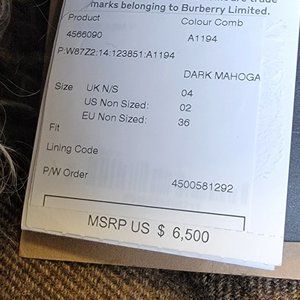 trade
marks belonging to Burberry Limited.
Product Colour Comb
4566090 A1194
P:W87Z2:14:123851:A1194
DARK MAHOGA
Size UK N/S 04
US Non Sized: 02
EU Non Sized: 36
Fit
Lining Code
P/W Order 4500581292
MSRP US $ 6,500